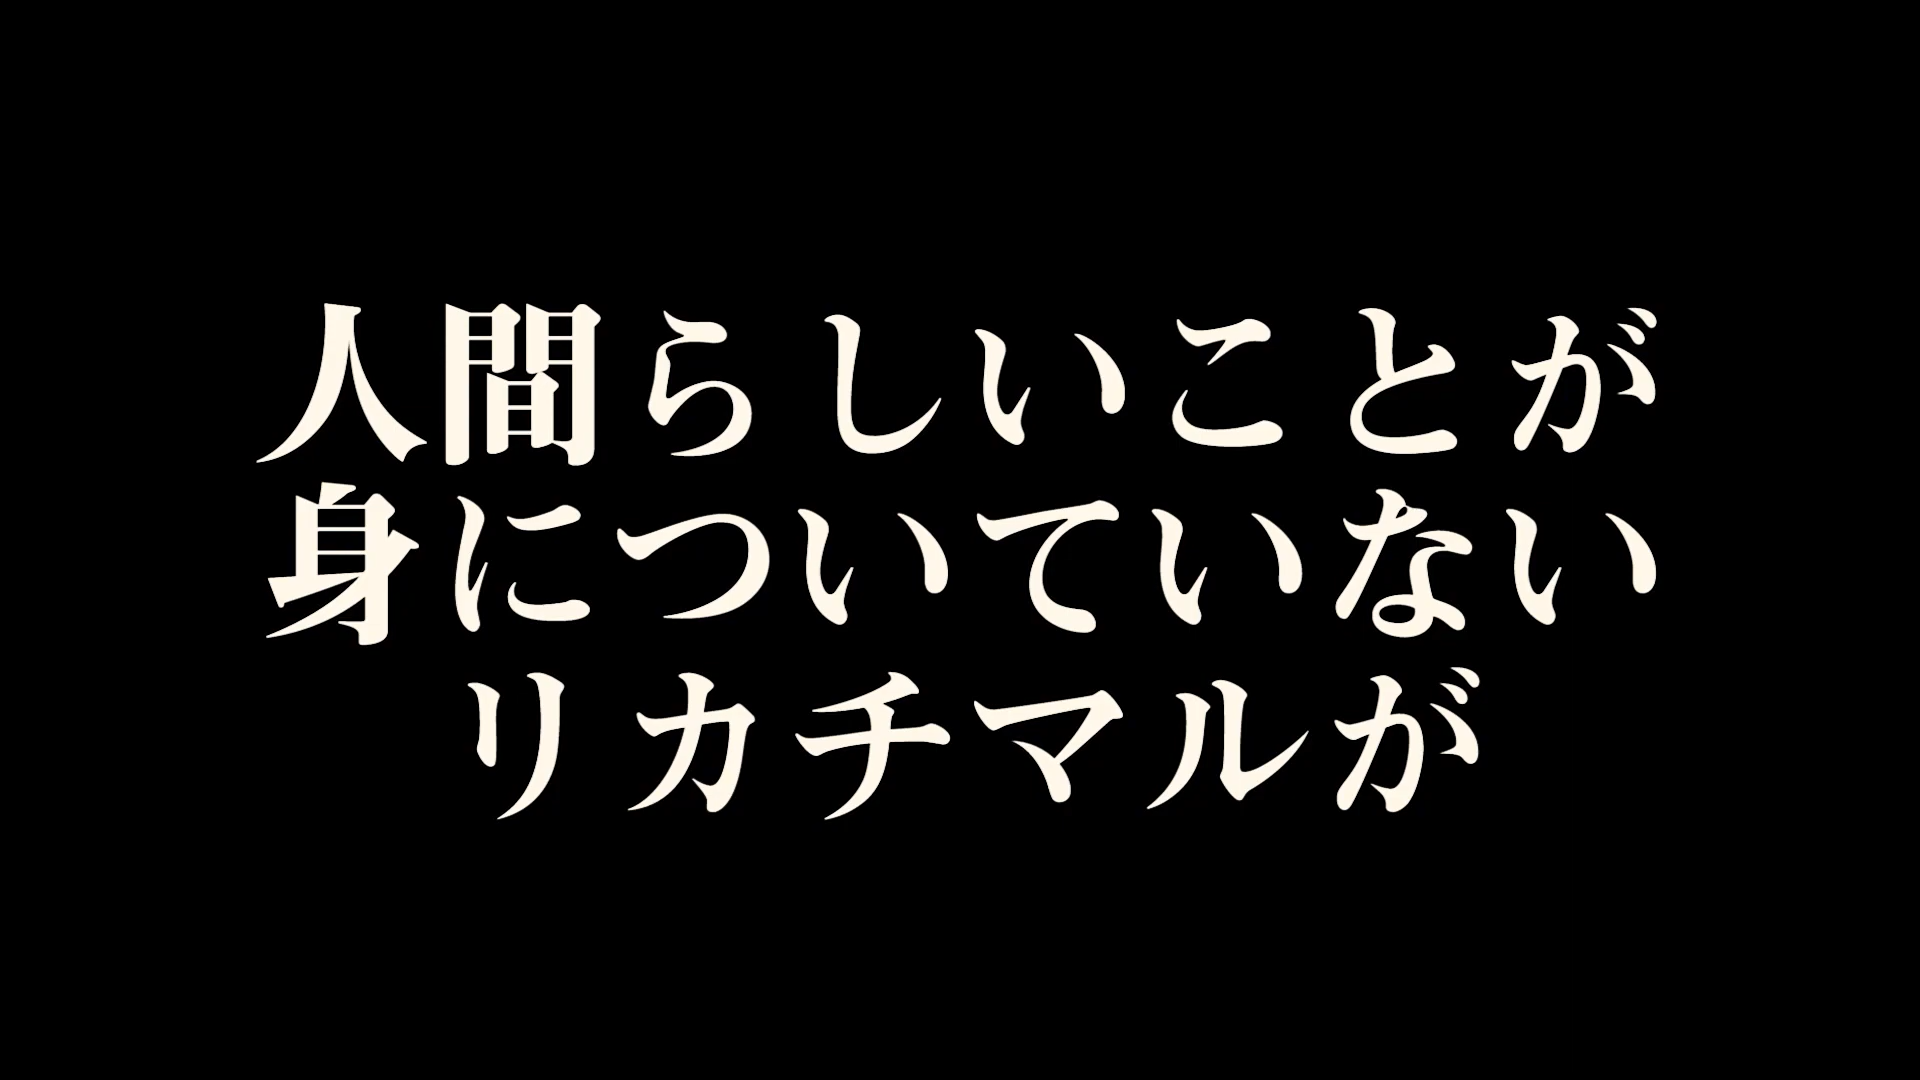 人間らしいことが
身についていない
リカチマルが